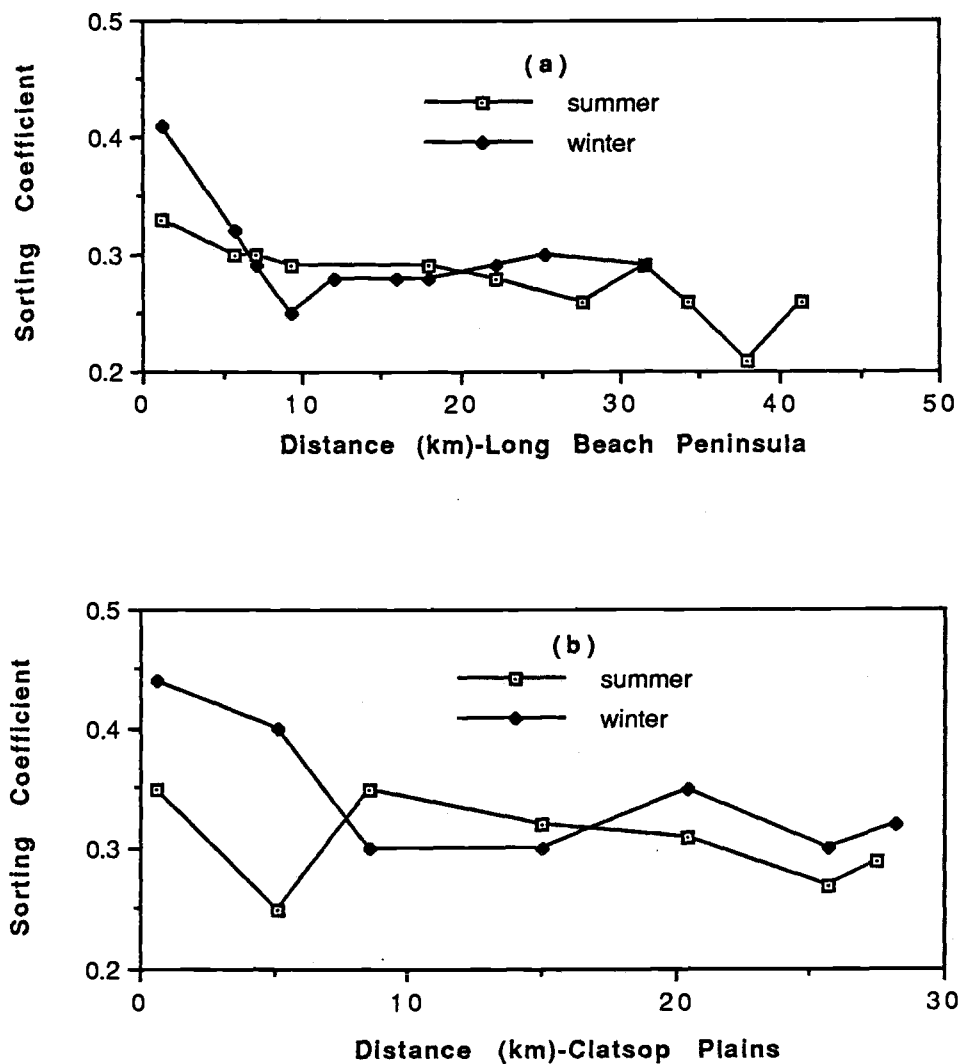 0.5
(a)
summer
winter
0.4
0.3
0.2
0 10 20 30 40 50
Sorting Coefficient
Distance (km)-Long Beach Peninsula
0.5
(b)
summer
winter
0.4
0.3
0.2
0 10 20 30
Sorting Coefficient
Distance (km)-Clatsop Plains